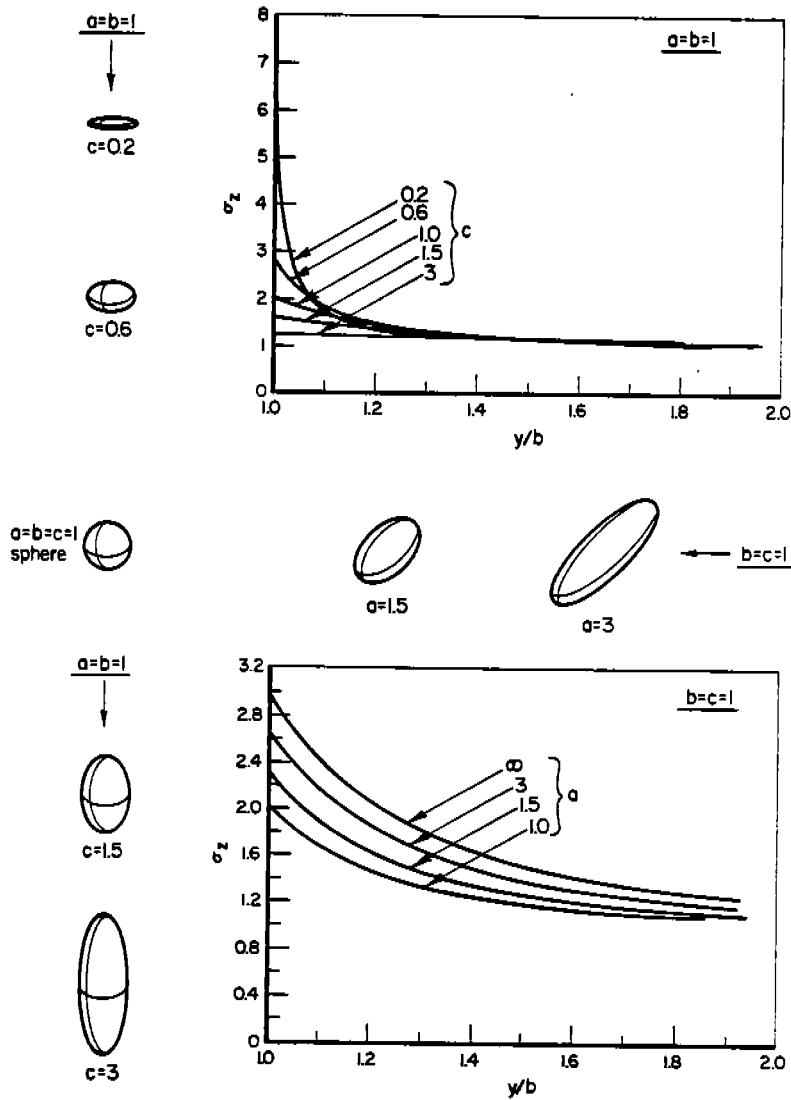 a=b=1
c=0.2
c=0.6
8
7
6
5
4
3
2
1
0
σz
a=b=1
0.2
0.6
1.0
1.5
3
c
1.0
1.2
1.4
1.6
1.8
2.0
y/b
a=b=c=1
sphere
a=1.5
a=3
b=c=1
a=b=1
c=1.5
c=3
3.2
2.8
2.4
2.0
1.6
1.2
0.8
0.4
0
σz
b=c=1
∞
3
1.5
1.0
a
1.0
1.2
1.4
1.6
1.8
2.0
y/b